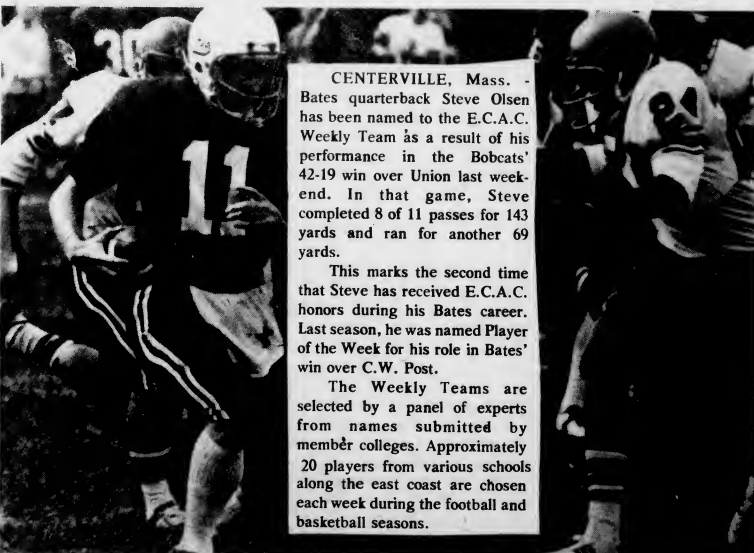 30
11
84
CENTERVILLE, Mass. -
Bates quarterback Steve Olsen
has been named to the E.C.A.C.
Weekly Team as a result of his
performance in the Bobcats'
42-19 win over Union last week-
end. In that game, Steve
completed 8 of 11 passes for 143
yards and ran for another 69
yards.
This marks the second time
that Steve has received E.C.A.C.
honors during his Bates career.
Last season, he was named Player
of the Week for his role in Bates'
win over C.W. Post.
The Weekly Teams are
selected by a panel of experts
from names submitted by
member colleges. Approximately
20 players from various schools
along the east coast are chosen
each week during the football and
basketball seasons.